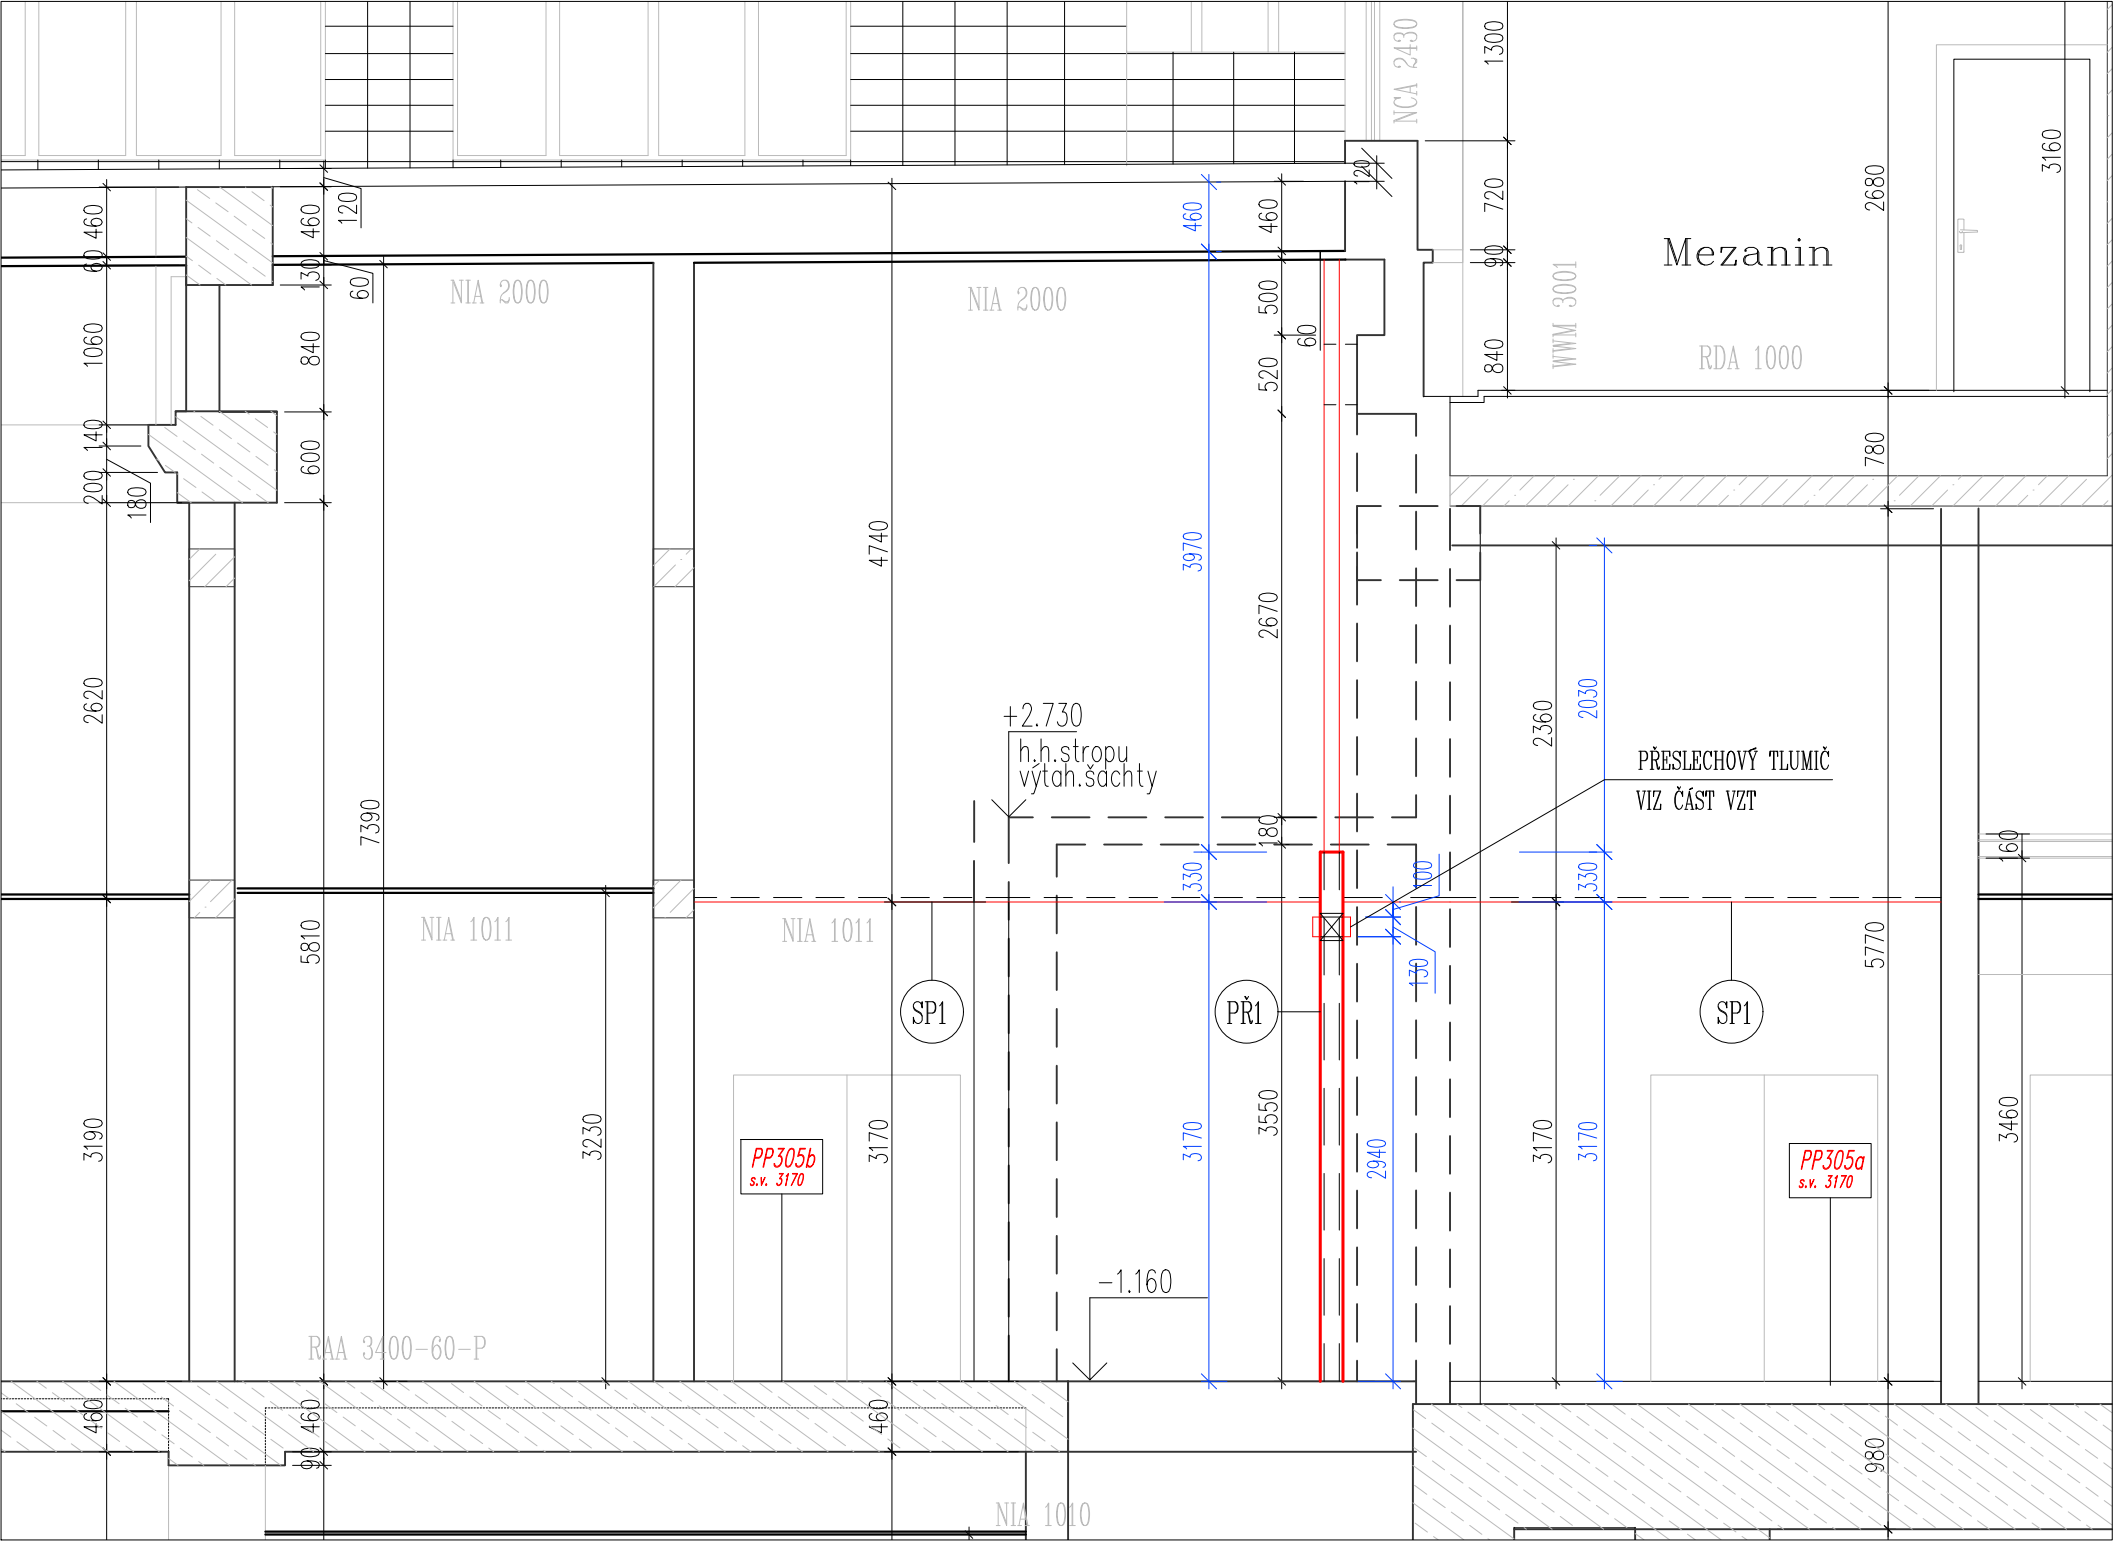 NCA 2430
1300
3160
2680
120
460
460
120
460
460
460
720
Mezanin
60
130
60
90
NIA 2000
NIA 2000
500
WWM 3001
1060
840
60
520
840
RDA 1000
140
200
180
600
780
4740
3970
2670
2620
2360
2030
+2.730
h.h.stropu
výtah.šachty
PŘESLECHOVÝ TLUMIČ
VIZ ČÁST VZT
7390
180
160
330
100
330
NIA 1011
NIA 1011
5810
5770
130
SP1
PŘ1
SP1
3190
3230
3170
3170
3550
2940
3170
3170
3460
PP305b
s.v. 3170
PP305a
s.v. 3170
-1.160
RAA 3400-60-P
460
460
460
90
980
NIA 1010